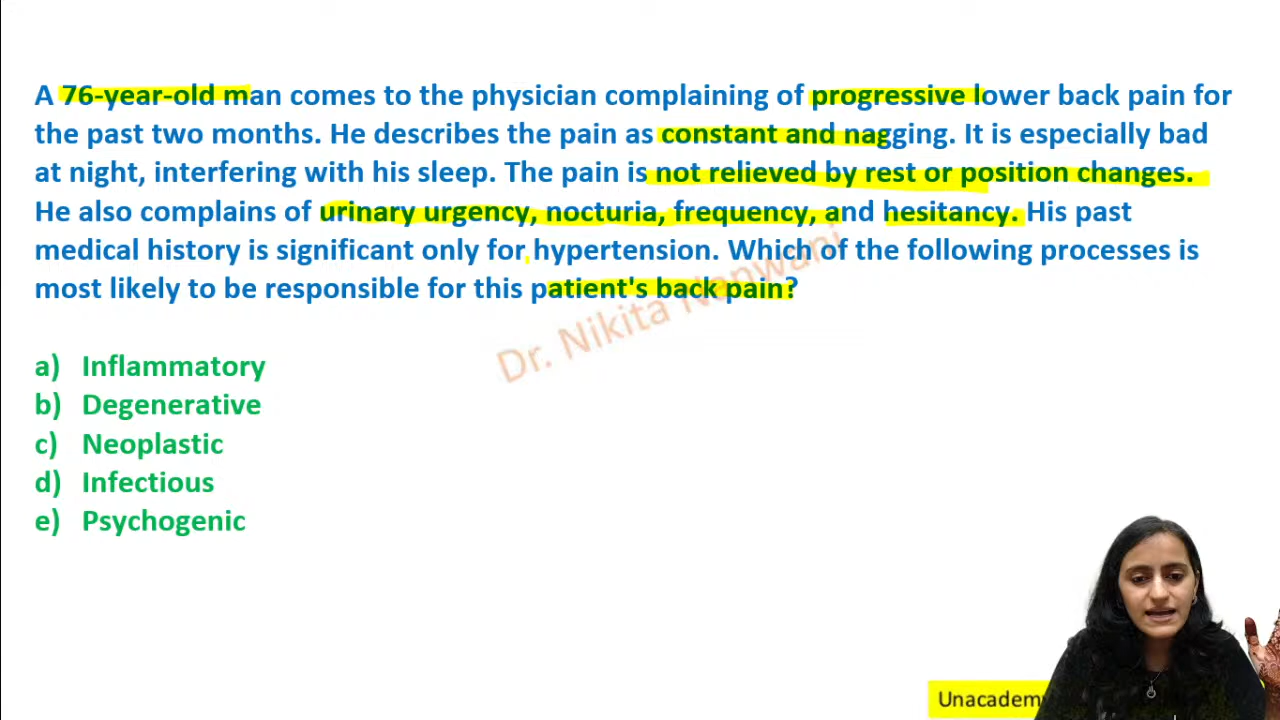 A 76-year-old man comes to the physician complaining of progressive lower back pain for
the past two months. He describes the pain as constant and nagging. It is especially bad
at night, interfering with his sleep. The pain is not relieved by rest or position changes.
He also complains of urinary urgency, nocturia, frequency, and hesitancy. His past
medical history is significant only for hypertension. Which of the following processes is
most likely to be responsible for this patient's back pain?
Dr. Nikita Nanwani
a) Inflammatory
b) Degenerative
c) Neoplastic
d) Infectious
e) Psychogenic
Unacademy